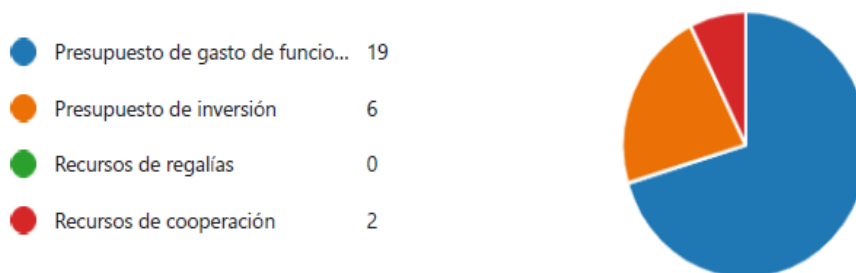 Presupuesto de gasto de funcio... 19
Presupuesto de inversión 6
Recursos de regalías 0
Recursos de cooperación 2